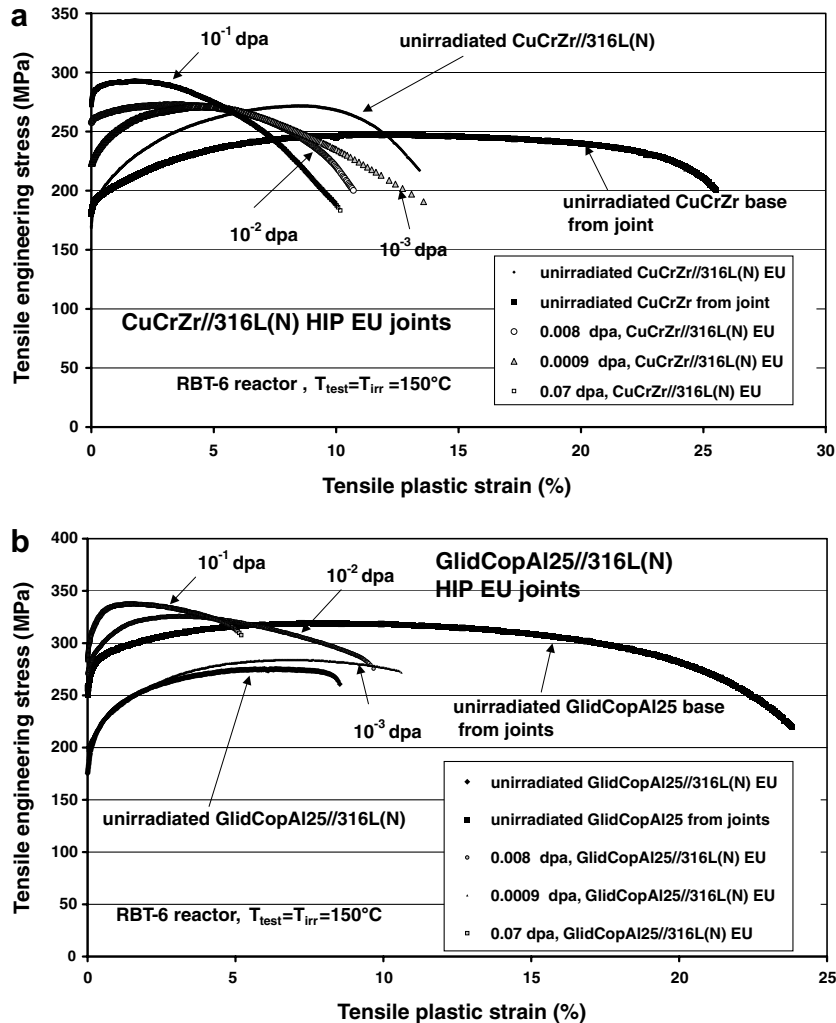 a
350
300
250
200
150
100
50
0
0 5 10 15 20 25 30
Tensile engineering stress (MPa)
Tensile plastic strain (%)
10⁻¹ dpa
unirradiated CuCrZr//316L(N)
10⁻² dpa
10⁻³ dpa
unirradiated CuCrZr base
from joint
CuCrZr//316L(N) HIP EU joints
RBT-6 reactor , Ttest=Tirr =150°C
unirradiated CuCrZr//316L(N) EU
unirradiated CuCrZr from joint
0.008 dpa, CuCrZr//316L(N) EU
0.0009 dpa, CuCrZr//316L(N) EU
0.07 dpa, CuCrZr//316L(N) EU
b
400
350
300
250
200
150
100
50
0
0 5 10 15 20 25
Tensile engineering stress (MPa)
Tensile plastic strain (%)
10⁻¹ dpa
10⁻² dpa
GlidCopAl25//316L(N)
HIP EU joints
unirradiated GlidCopAl25 base
from joints
10⁻³ dpa
unirradiated GlidCopAl25//316L(N)
RBT-6 reactor, Ttest=Tirr=150°C
unirradiated GlidCopAl25//316L(N) EU
unirradiated GlidCopAl25 from joints
0.008 dpa, GlidCopAl25//316L(N) EU
0.0009 dpa, GlidCopAl25//316L(N) EU
0.07 dpa, GlidCopAl25//316L(N) EU